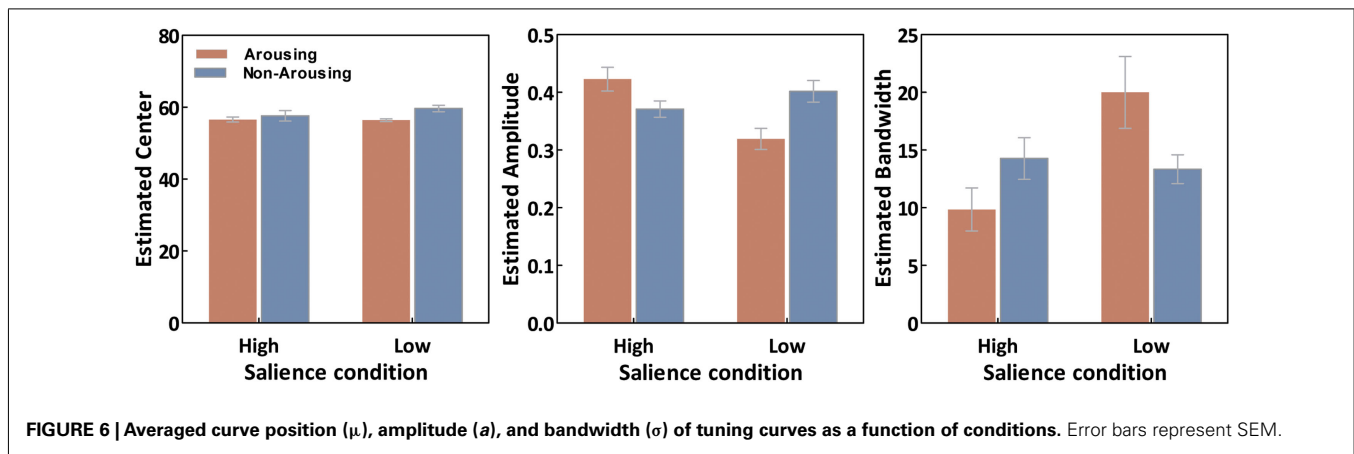 80
60
40
20
0
Estimated Center
Arousing
Non-Arousing
High
Low
Salience condition
0.5
0.4
0.3
0.2
0.1
0.0
Estimated Amplitude
High
Low
Salience condition
25
20
15
10
5
0
Estimated Bandwidth
High
Low
Salience condition
FIGURE 6 | Averaged curve position (μ), amplitude (a), and bandwidth (σ) of tuning curves as a function of conditions. Error bars represent SEM.